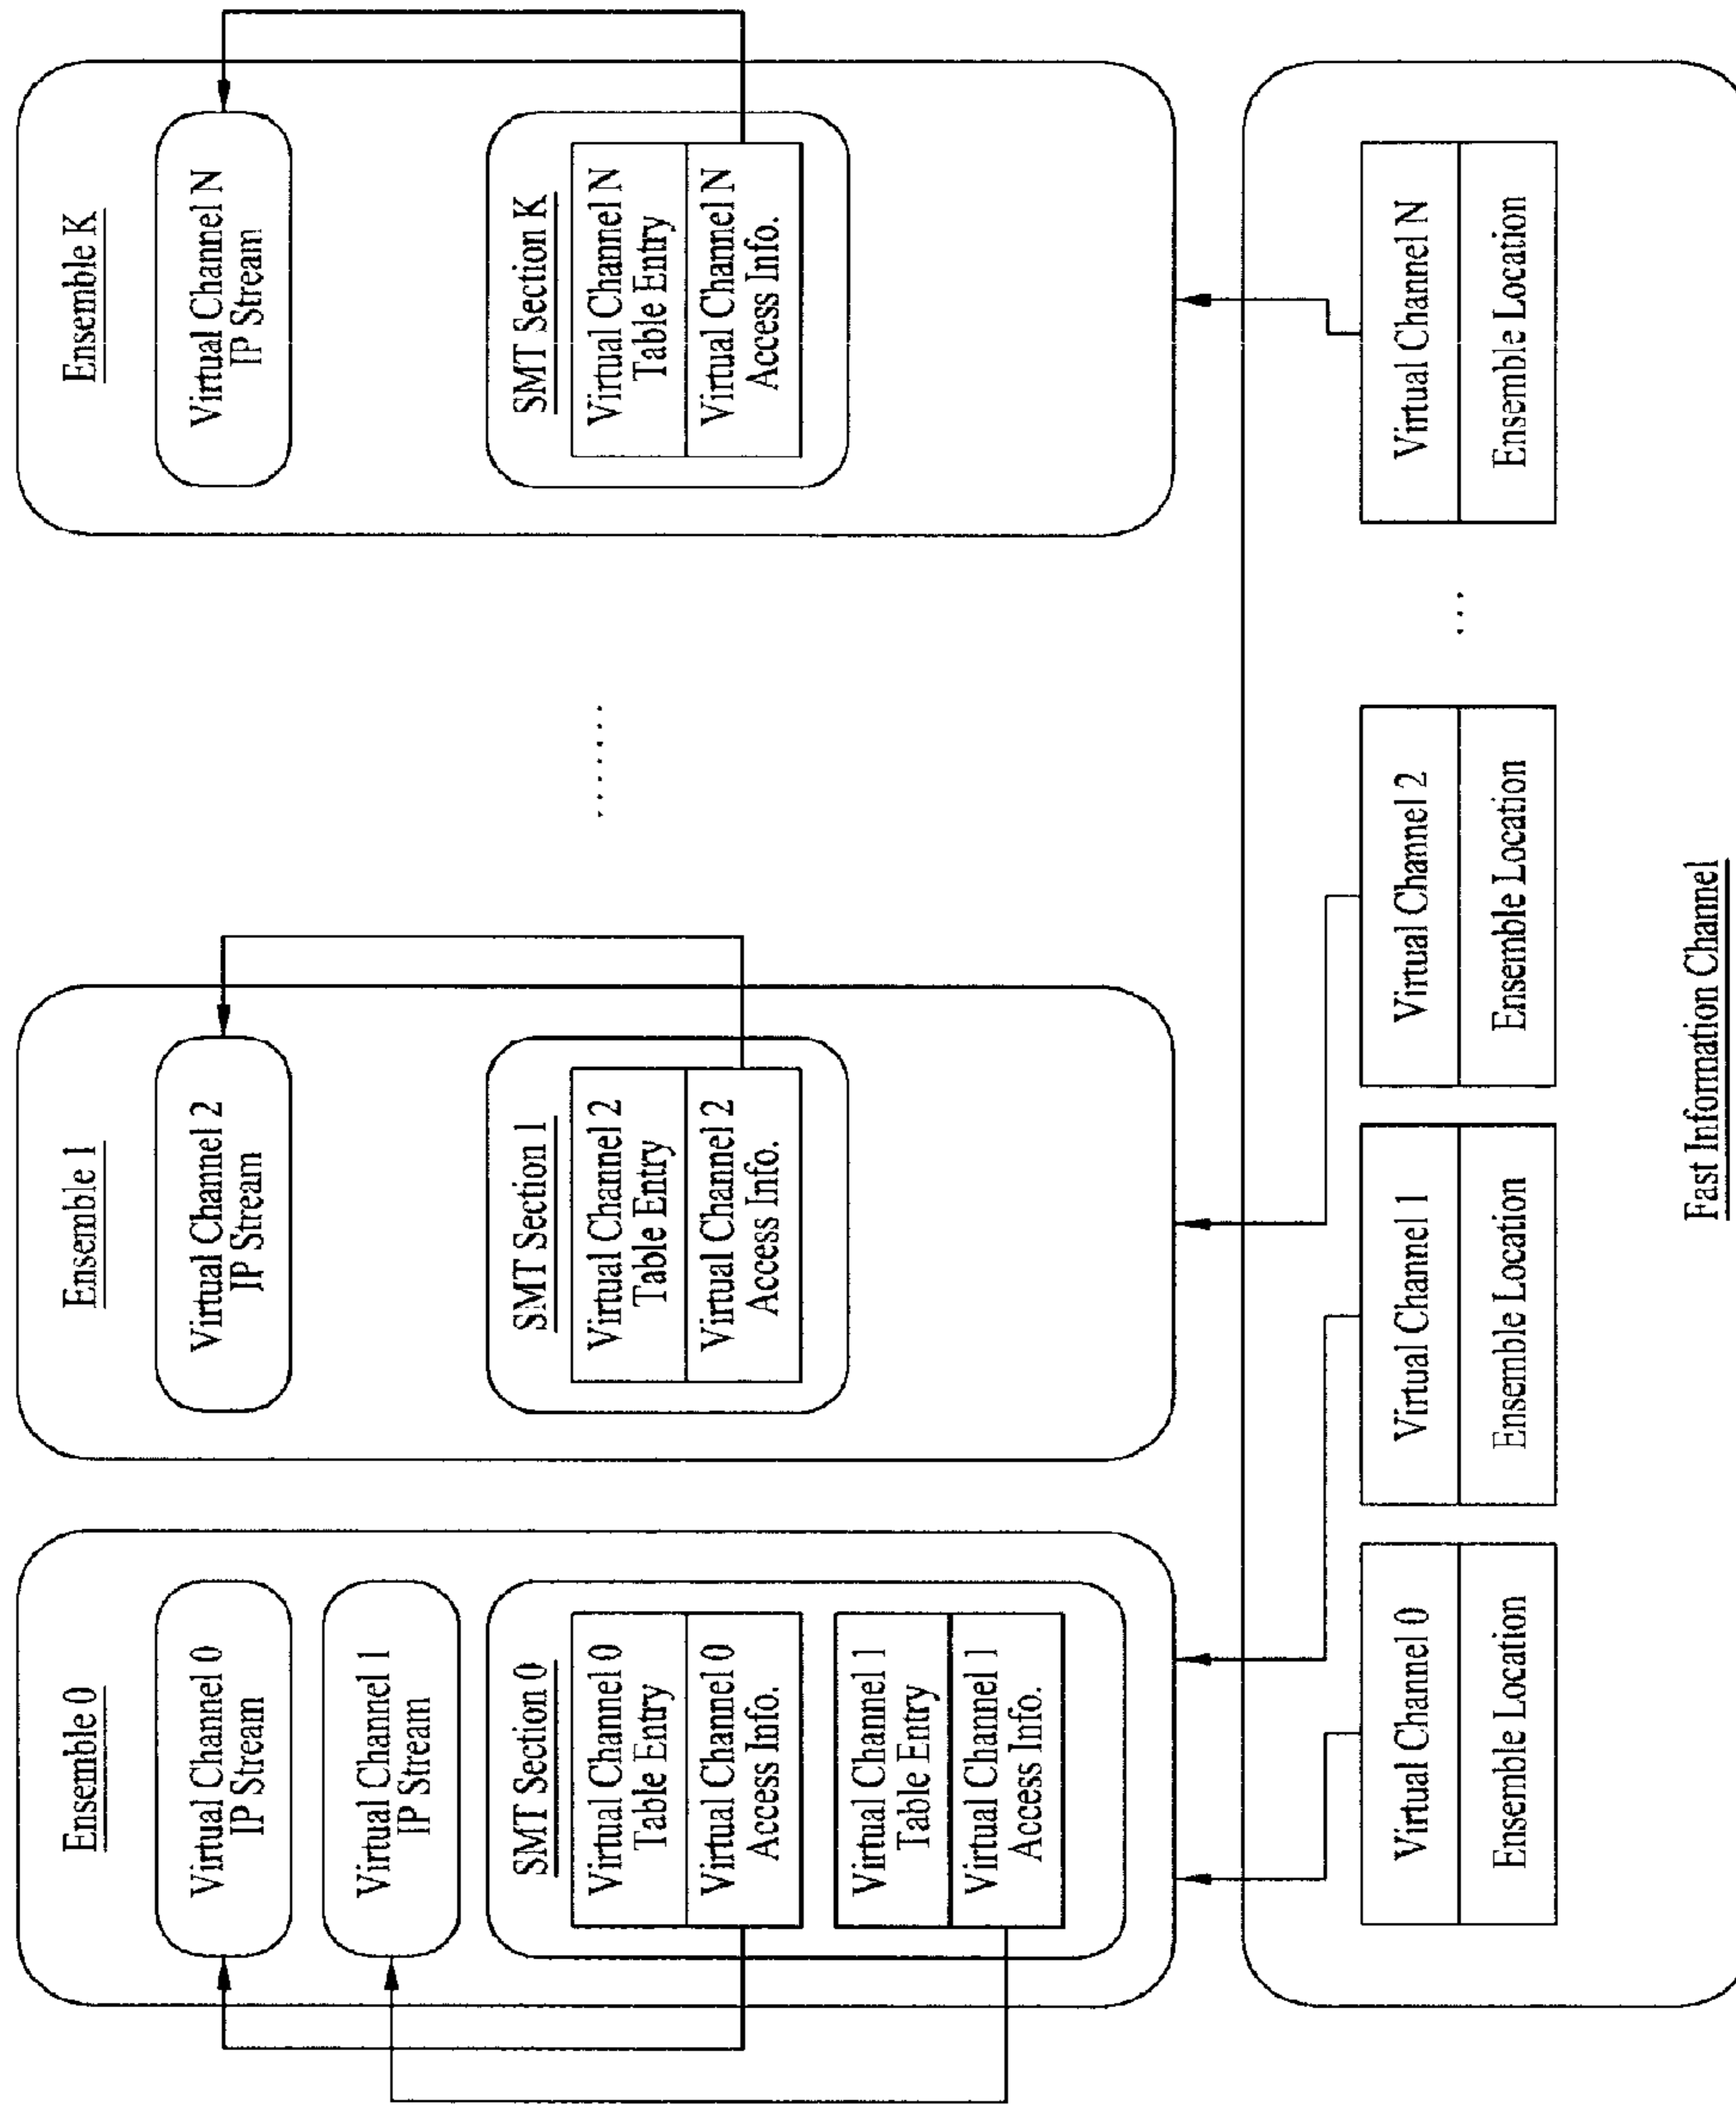 Ensemble 0
Virtual Channel 0
IP Stream
Virtual Channel 1
IP Stream
SMT Section 0
Virtual Channel 0
Table Entry
Virtual Channel 0
Access Info.
Virtual Channel 1
Table Entry
Virtual Channel 1
Access Info.
Ensemble 1
Virtual Channel 2
IP Stream
SMT Section 1
Virtual Channel 2
Table Entry
Virtual Channel 2
Access Info.
.......
Ensemble K
Virtual Channel N
IP Stream
SMT Section K
Virtual Channel N
Table Entry
Virtual Channel N
Access Info.
Virtual Channel 0
Ensemble Location
Virtual Channel 1
Ensemble Location
Virtual Channel 2
Ensemble Location
...
Virtual Channel N
Ensemble Location
Fast Information Channel